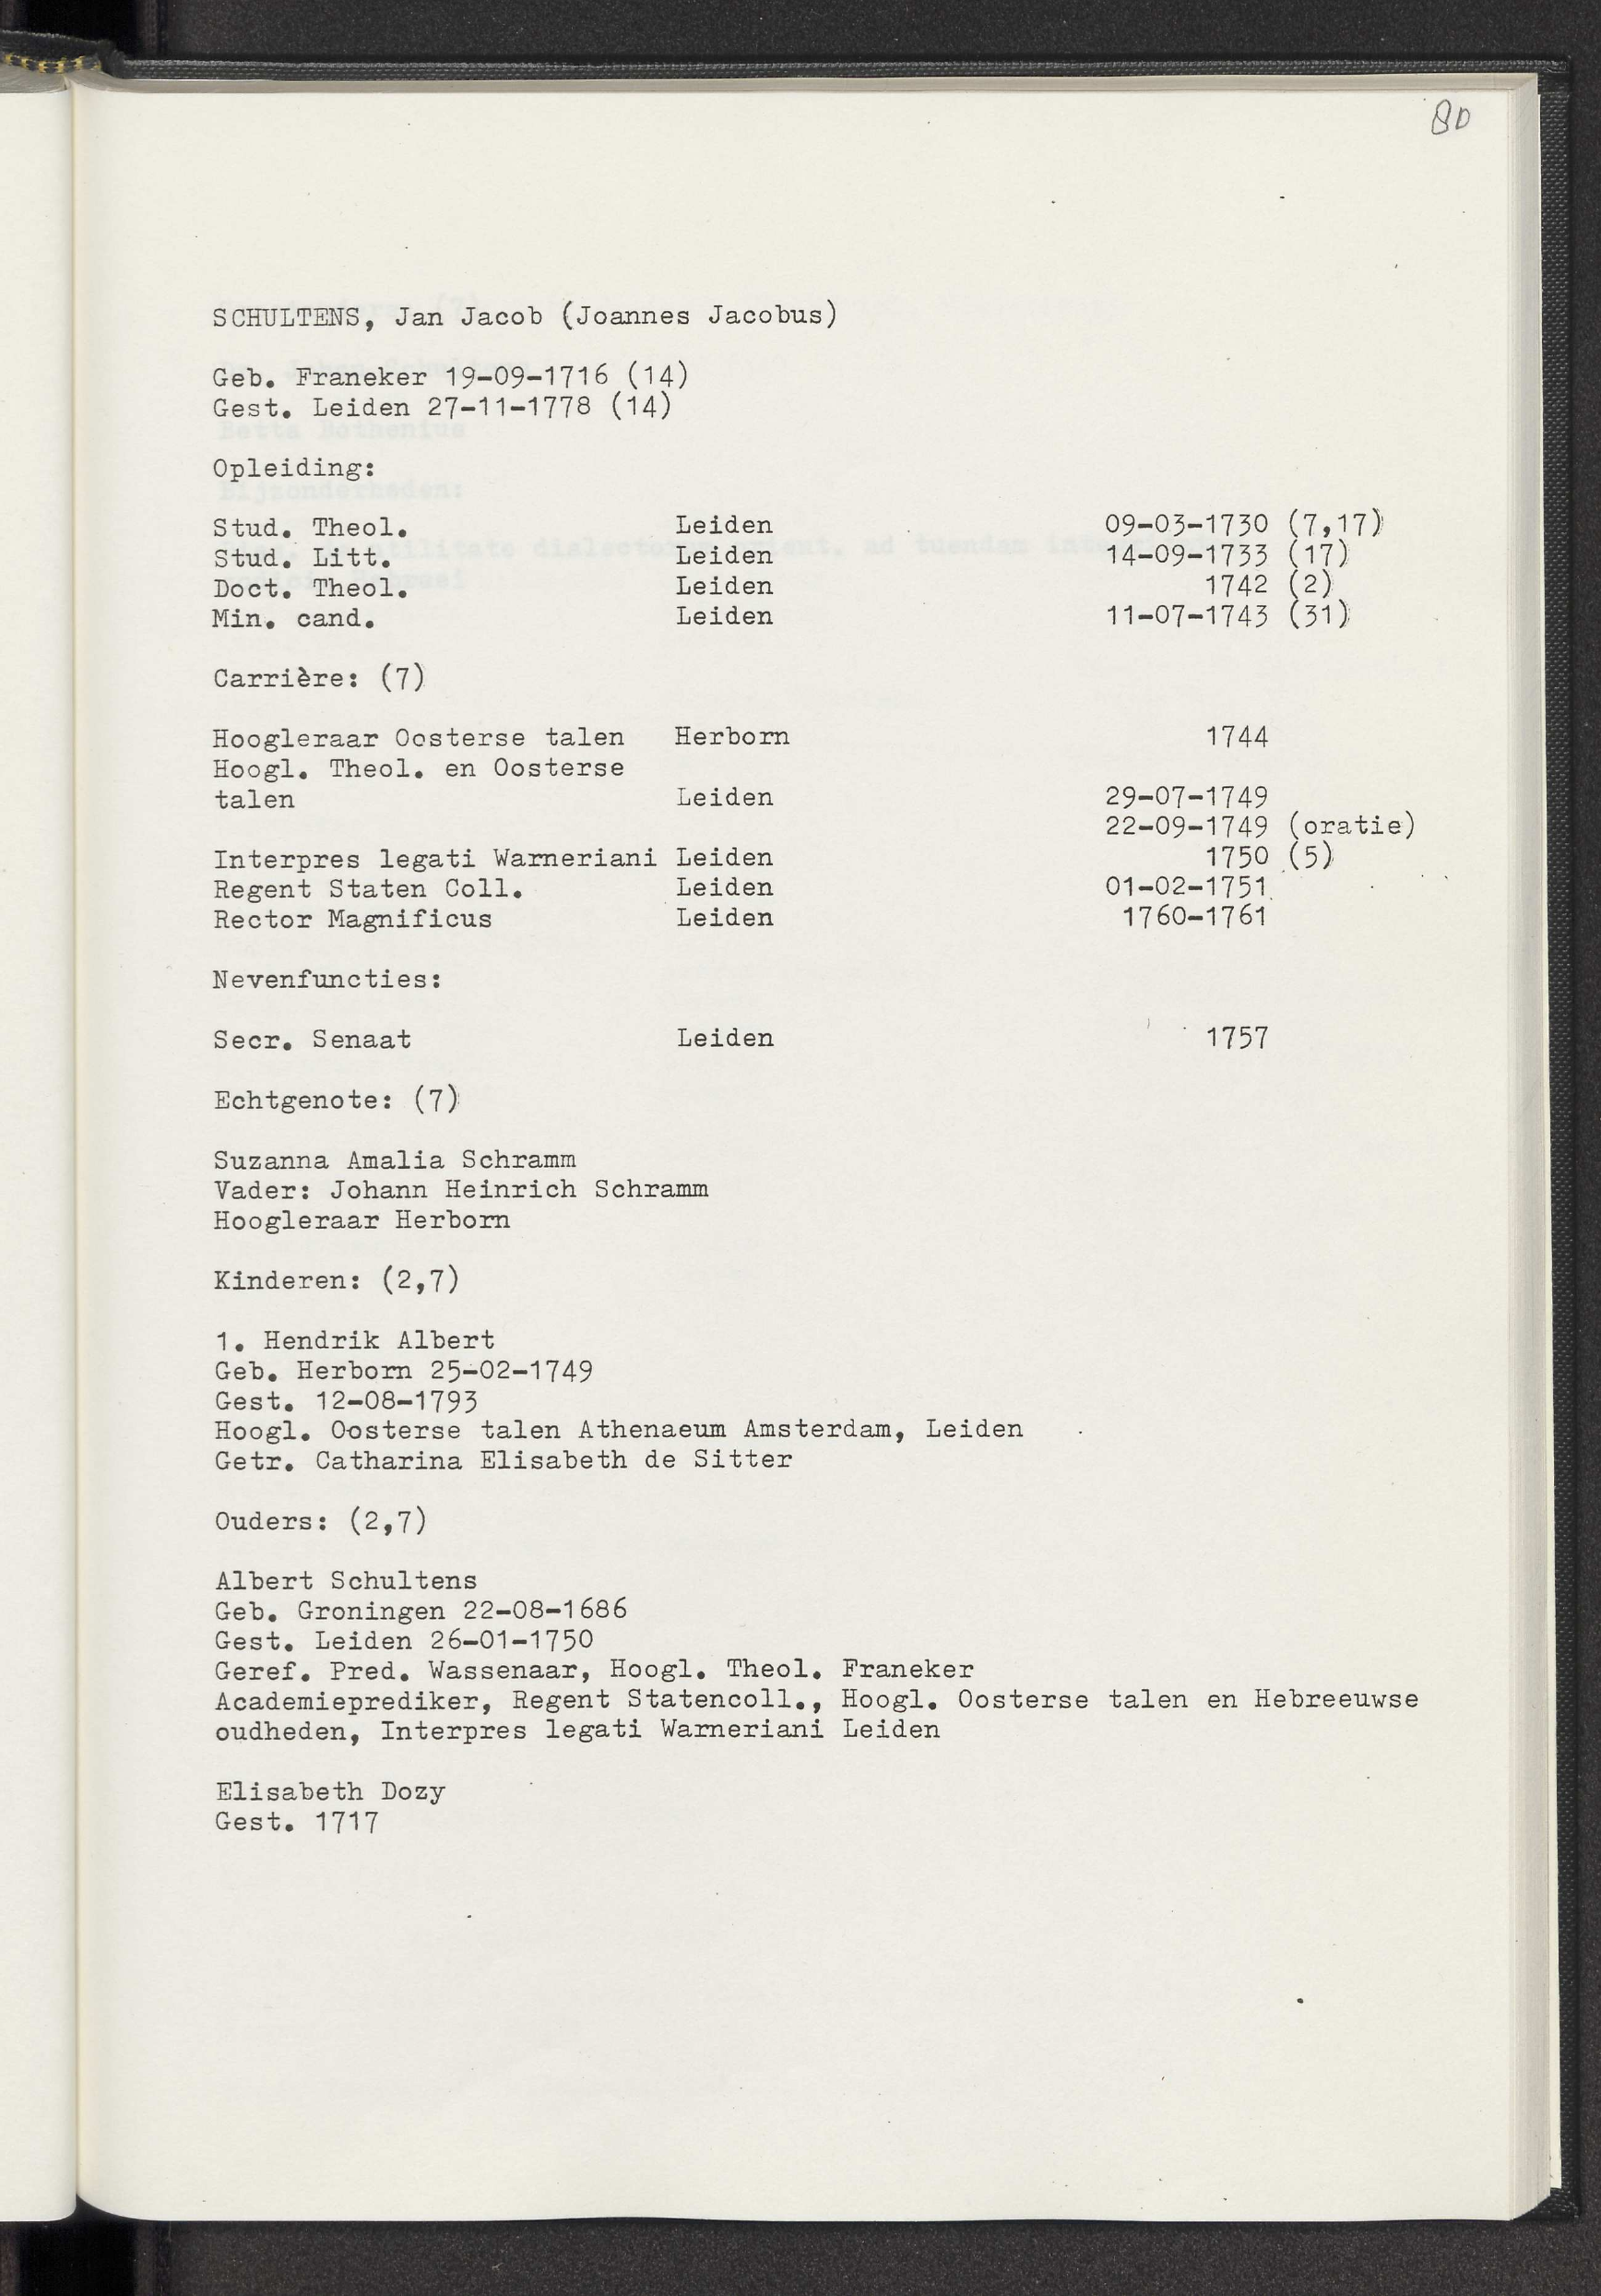 80
SCHULTENS, Jan Jacob (Joannes Jacobus)
Geb. Franeker 19-09-1716 (14)
Gest. Leiden 27-11-1778 (14)
Opleiding:
Stud. Theol. Leiden 09-03-1730 (7,17)
Stud. Litt. Leiden 14-09-1733 (17)
Doct. Theol. Leiden 1742 (2)
Min. cand. Leiden 11-07-1743 (31)
Carrière: (7)
Hoogleraar Oosterse talen Herborn 1744
Hoogl. Theol. en Oosterse
talen Leiden 29-07-1749
22-09-1749 (oratie)
Interpres legati Warneriani Leiden 1750 (5)
Regent Staten Coll. Leiden 01-02-1751
Rector Magnificus Leiden 1760-1761
Nevenfuncties:
Secr. Senaat Leiden 1757
Echtgenote: (7)
Suzanna Amalia Schramm
Vader: Johann Heinrich Schramm
Hoogleraar Herborn
Kinderen: (2,7)
1. Hendrik Albert
Geb. Herborn 25-02-1749
Gest. 12-08-1793
Hoogl. Oosterse talen Athenaeum Amsterdam, Leiden
Getr. Catharina Elisabeth de Sitter
Ouders: (2,7)
Albert Schultens
Geb. Groningen 22-08-1686
Gest. Leiden 26-01-1750
Geref. Pred. Wassenaar, Hoogl. Theol. Franeker
Academieprediker, Regent Statencoll., Hoogl. Oosterse talen en Hebreeuwse
oudheden, Interpres legati Warneriani Leiden
Elisabeth Dozy
Gest. 1717